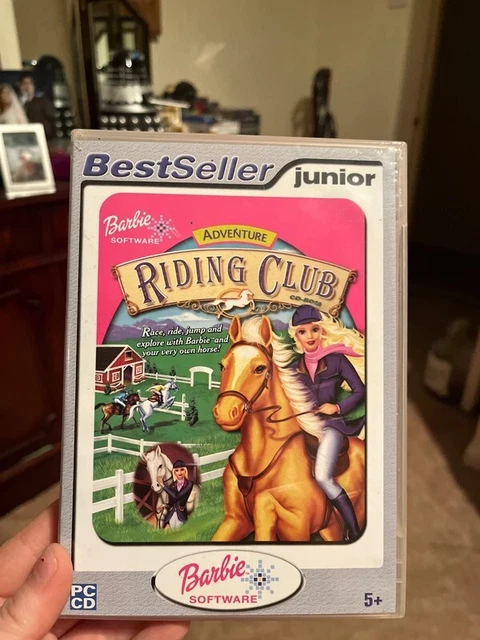 BestSeller
junior
Barbie
SOFTWARE
ADVENTURE
RIDING CLUB
CD-ROM
Race, ride, jump and
explore with Barbie™ and
your very own horse!
Barbie
SOFTWARE
PC
CD
5+